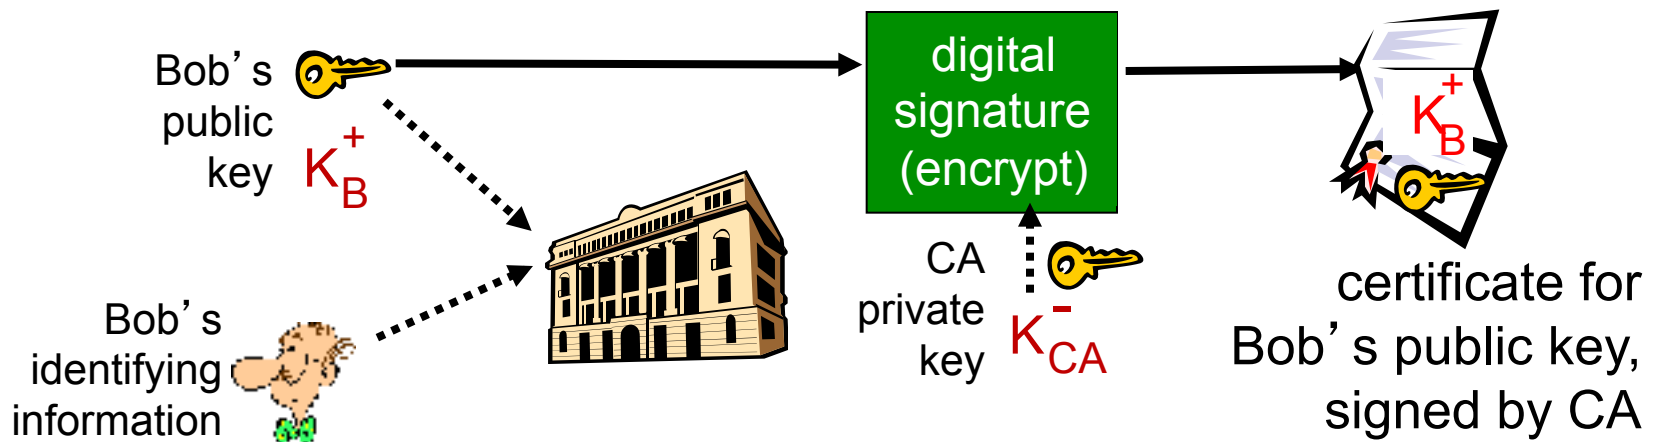 Bob's
public
key
K+B
digital
signature
(encrypt)
K+B
Bob's
identifying
information
CA
private
key
K-CA
certificate for
Bob's public key,
signed by CA